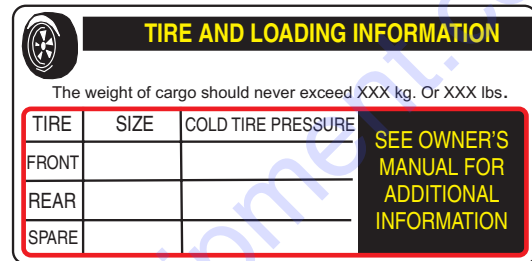 TIRE AND LOADING INFORMATION
The weight of cargo should never exceed XXX kg. Or XXX lbs.
TIRE SIZE COLD TIRE PRESSURE
SEE OWNER'S
MANUAL FOR
ADDITIONAL
INFORMATION
FRONT
REAR
SPARE